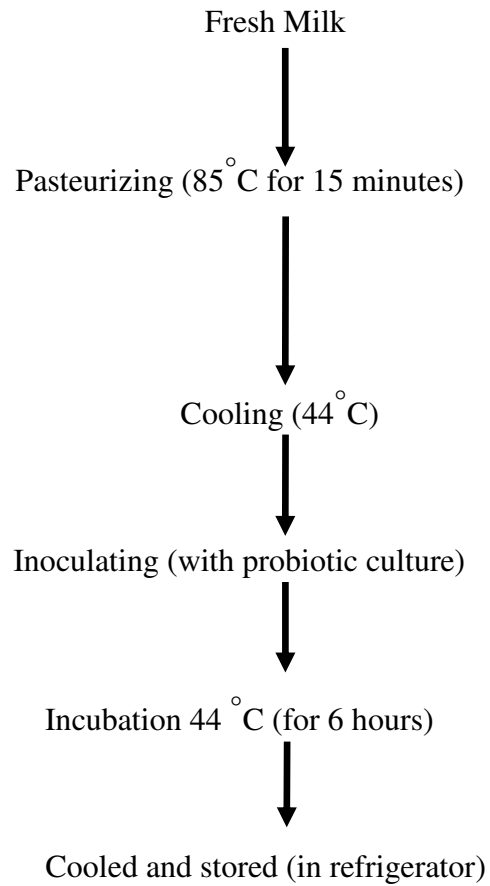 Fresh Milk
Pasteurizing (85°C for 15 minutes)
Cooling (44°C)
Inoculating (with probiotic culture)
Incubation 44 °C (for 6 hours)
Cooled and stored (in refrigerator)